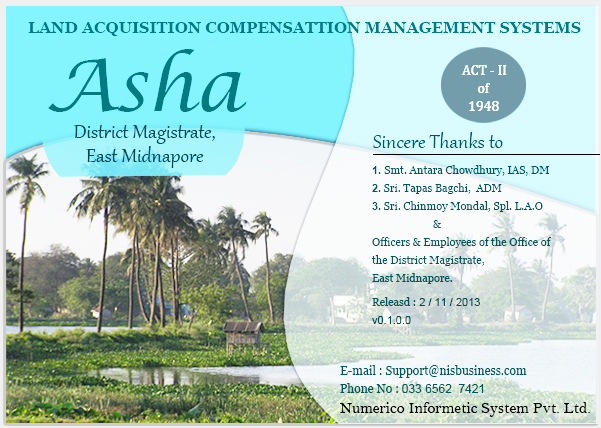 LAND ACQUISITION COMPENSATTION MANAGEMENT SYSTEMS
Asha
District Magistrate,
East Midnapore
ACT - II
of
1948
Sincere Thanks to
1. Smt. Antara Chowdhury, IAS, DM
2. Sri. Tapas Bagchi, ADM
3. Sri. Chinmoy Mondal, Spl. L.A.O
&
Officers & Employees of the Office of
the District Magistrate,
East Midnapore.
Releasd : 2 / 11 / 2013
v0.1.0.0
E-mail : Support@nisbusiness.com
Phone No : 033 6562 7421
Numerico Informetic System Pvt. Ltd.